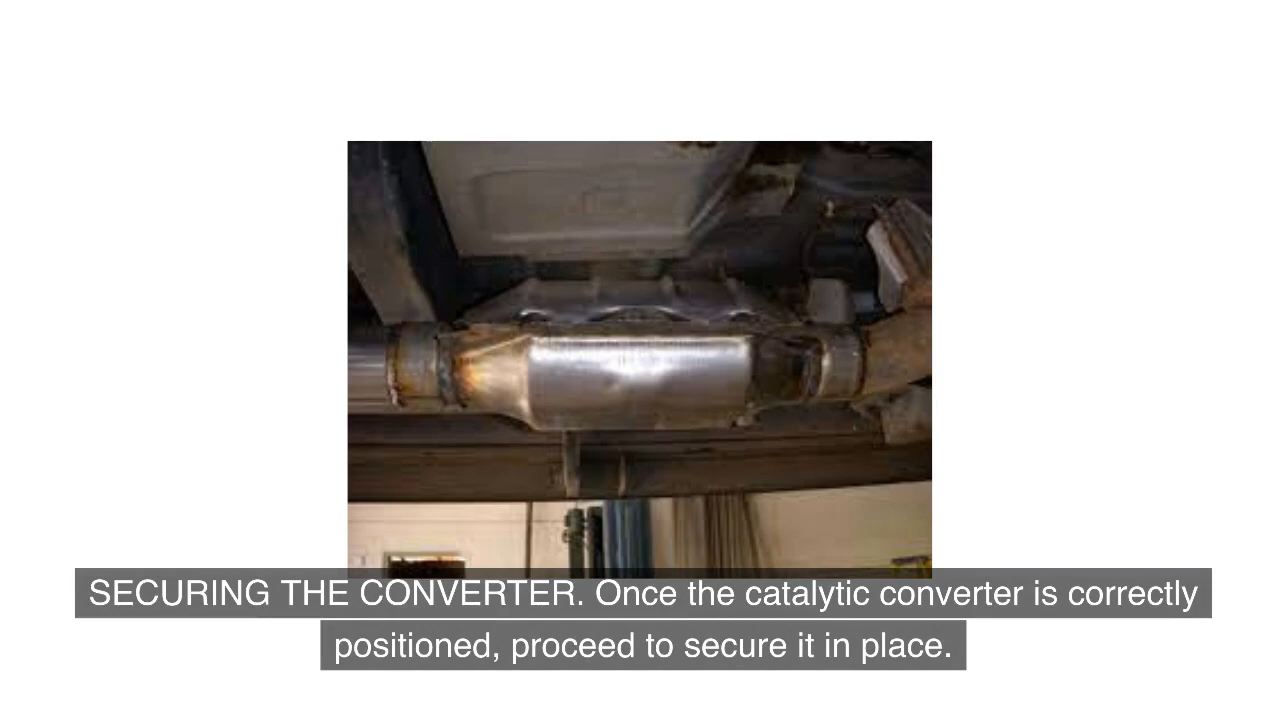 SECURING THE CONVERTER. Once the catalytic converter is correctly
positioned, proceed to secure it in place.